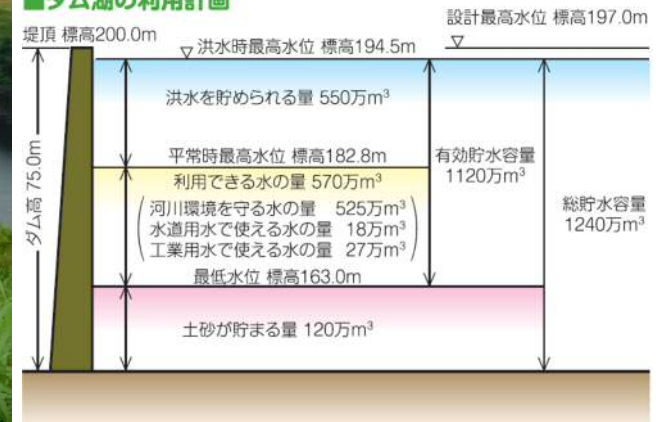 ■ダム湖の利用計画
設計最高水位 標高197.0m
堤頂 標高200.0m
洪水時最高水位 標高194.5m
洪水を貯められる量 550万m³
平常時最高水位 標高182.8m
有効貯水容量
1120万m³
利用できる水の量 570万m³
河川環境を守る水の量 525万m³
水道用水で使える水の量 18万m³
工業用水で使える水の量 27万m³
総貯水容量
1240万m³
ダム高 75.0m
最低水位 標高163.0m
土砂が貯まる量 120万m³